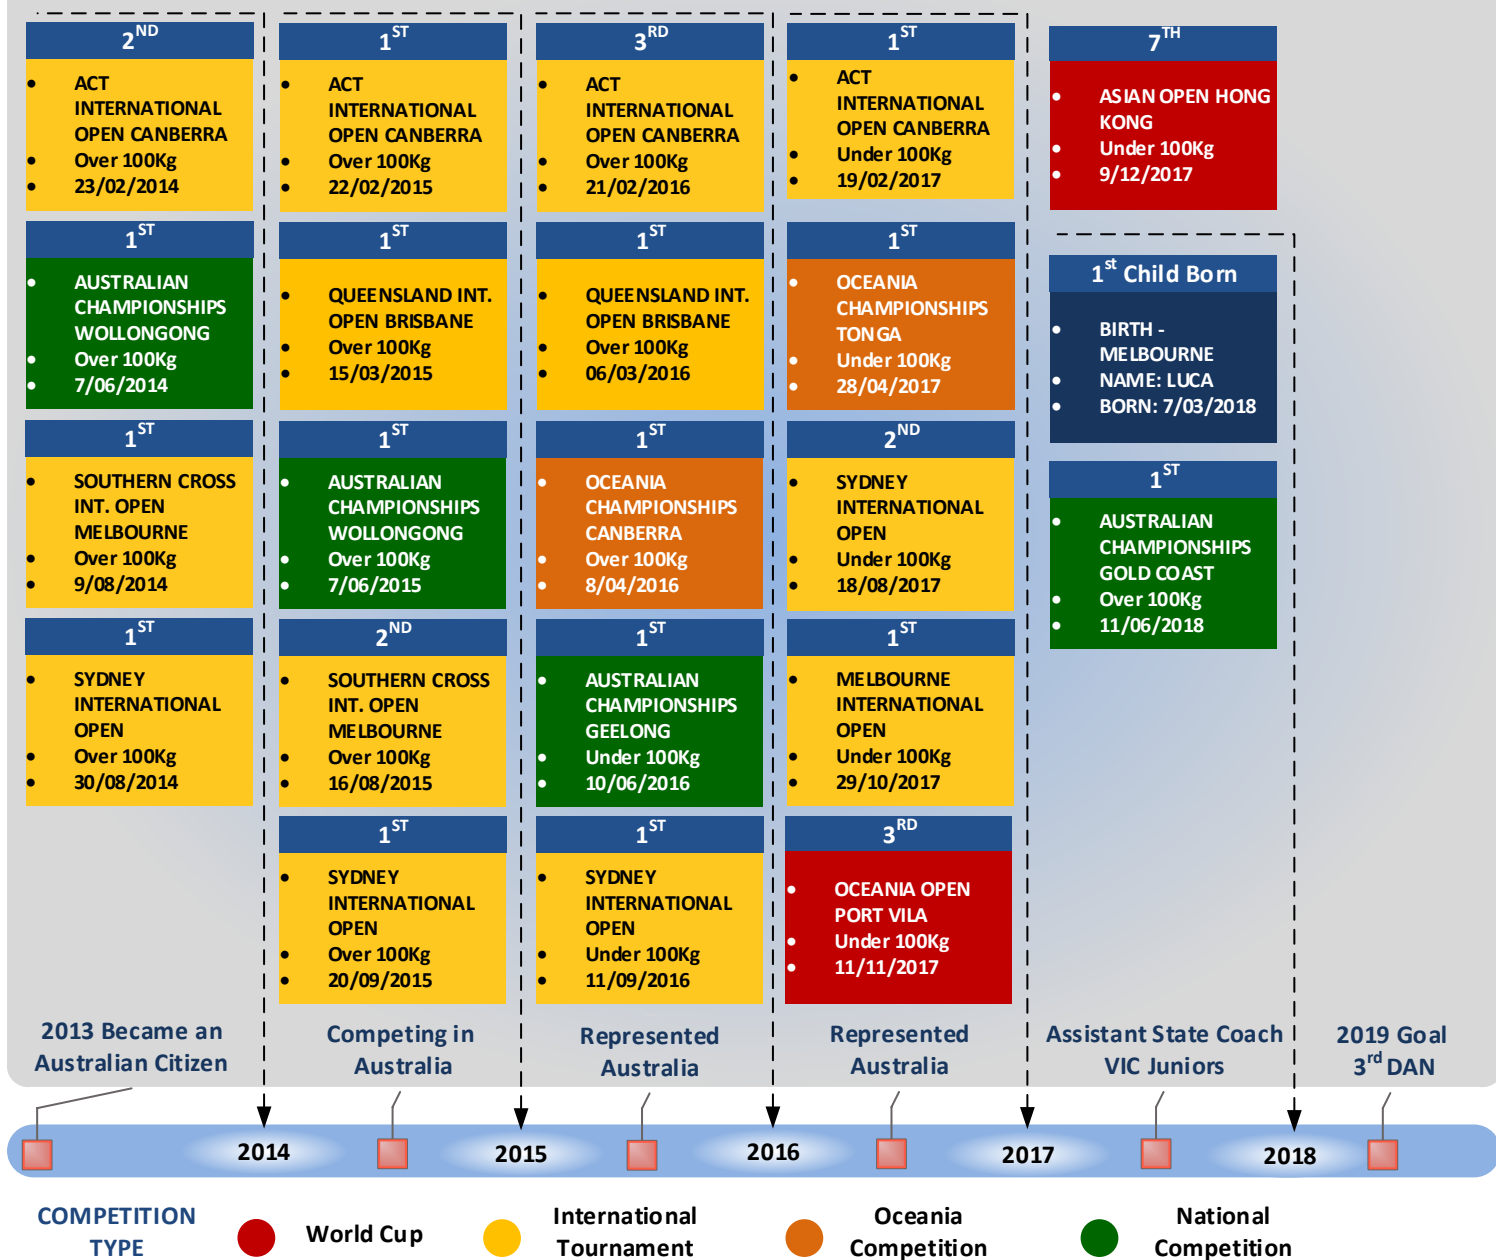 2ND
• ACT
INTERNATIONAL
OPEN CANBERRA
• Over 100Kg
• 23/02/2014
1ST
• AUSTRALIAN
CHAMPIONSHIPS
WOLLONGONG
• Over 100Kg
• 7/06/2014
1ST
• SOUTHERN CROSS
INT. OPEN
MELBOURNE
• Over 100Kg
• 9/08/2014
1ST
• SYDNEY
INTERNATIONAL
OPEN
• Over 100Kg
• 30/08/2014
1ST
• ACT
INTERNATIONAL
OPEN CANBERRA
• Over 100Kg
• 22/02/2015
1ST
• QUEENSLAND INT.
OPEN BRISBANE
• Over 100Kg
• 15/03/2015
1ST
• AUSTRALIAN
CHAMPIONSHIPS
WOLLONGONG
• Over 100Kg
• 7/06/2015
2ND
• SOUTHERN CROSS
INT. OPEN
MELBOURNE
• Over 100Kg
• 16/08/2015
1ST
• SYDNEY
INTERNATIONAL
OPEN
• Over 100Kg
• 20/09/2015
3RD
• ACT
INTERNATIONAL
OPEN CANBERRA
• Over 100Kg
• 21/02/2016
1ST
• QUEENSLAND INT.
OPEN BRISBANE
• Over 100Kg
• 06/03/2016
1ST
• OCEANIA
CHAMPIONSHIPS
CANBERRA
• Over 100Kg
• 8/04/2016
1ST
• AUSTRALIAN
CHAMPIONSHIPS
GEELONG
• Under 100Kg
• 10/06/2016
1ST
• SYDNEY
INTERNATIONAL
OPEN
• Under 100Kg
• 11/09/2016
1ST
• ACT
INTERNATIONAL
OPEN CANBERRA
• Under 100Kg
• 19/02/2017
1ST
• OCEANIA
CHAMPIONSHIPS
TONGA
• Under 100Kg
• 28/04/2017
2ND
• SYDNEY
INTERNATIONAL
OPEN
• Under 100Kg
• 18/08/2017
1ST
• MELBOURNE
INTERNATIONAL
OPEN
• Under 100Kg
• 29/10/2017
3RD
• OCEANIA OPEN
PORT VILA
• Under 100Kg
• 11/11/2017
7TH
• ASIAN OPEN HONG
KONG
• Under 100Kg
• 9/12/2017
1st Child Born
• BIRTH -
MELBOURNE
• NAME: LUCA
• BORN: 7/03/2018
1ST
• AUSTRALIAN
CHAMPIONSHIPS
GOLD COAST
• Over 100Kg
• 11/06/2018
2013 Became an
Australian Citizen
Competing in
Australia
Represented
Australia
Represented
Australia
Assistant State Coach
VIC Juniors
2019 Goal
3rd DAN
2014
2015
2016
2017
2018
COMPETITION
TYPE
World Cup
International
Tournament
Oceania
Competition
National
Competition